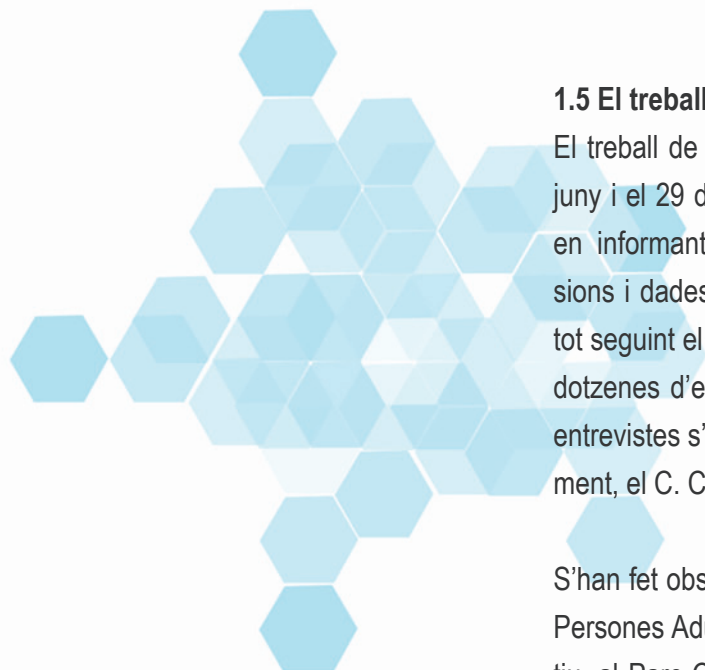 1.5 El treball
El treball de
juny i el 29 d
en informant
sions i dades
tot seguint el
dotzenes d'e
entrevistes s'
ment, el C. C
S'han fet obs
Persones Adu